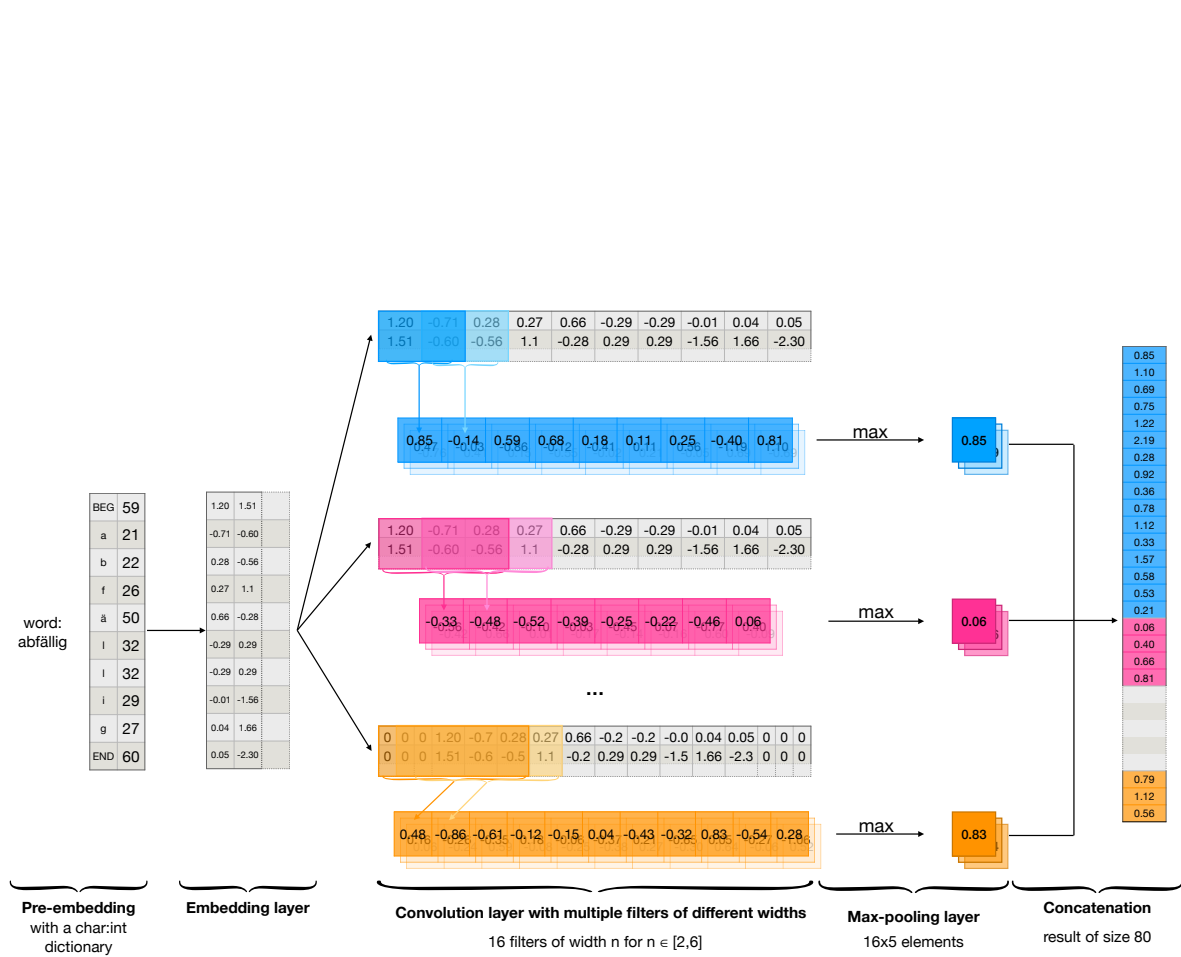 word:
abfällig
BEG 59
a 21
b 22
f 26
ä 50
l 32
l 32
i 29
g 27
END 60
1.20 1.51
-0.71 -0.60
0.28 -0.56
0.27 1.1
0.66 -0.28
-0.29 0.29
-0.29 0.29
-0.01 -1.56
0.04 1.66
0.05 -2.30
1.20 -0.71 0.28 0.27 0.66 -0.29 -0.29 -0.01 0.04 0.05
1.51 -0.60 -0.56 1.1 -0.28 0.29 0.29 -1.56 1.66 -2.30
0.85 -0.14 0.59 0.68 0.18 0.11 0.25 -0.40 0.81
max
0.85
1.20 -0.71 0.28 0.27 0.66 -0.29 -0.29 -0.01 0.04 0.05
1.51 -0.60 -0.56 1.1 -0.28 0.29 0.29 -1.56 1.66 -2.30
-0.33 -0.48 -0.52 -0.39 -0.25 -0.22 -0.46 0.06
max
0.06
...
0 0 0 1.20 -0.7 0.28 0.27 0.66 -0.2 -0.2 -0.0 0.04 0.05 0 0 0
0 0 0 1.51 -0.6 -0.5 1.1 -0.2 0.29 0.29 -1.5 1.66 -2.3 0 0 0
0.48 -0.86 -0.61 -0.12 -0.15 0.04 -0.43 -0.32 0.83 -0.54 0.28
max
0.83
0.85
1.10
0.69
0.75
1.22
2.19
0.28
0.92
0.36
0.78
1.12
0.33
1.57
0.58
0.53
0.21
0.06
0.40
0.66
0.81
0.79
1.12
0.56
Pre-embedding
with a char:int
dictionary
Embedding layer
Convolution layer with multiple filters of different widths
16 filters of width n for n ∈ [2,6]
Max-pooling layer
16x5 elements
Concatenation
result of size 80